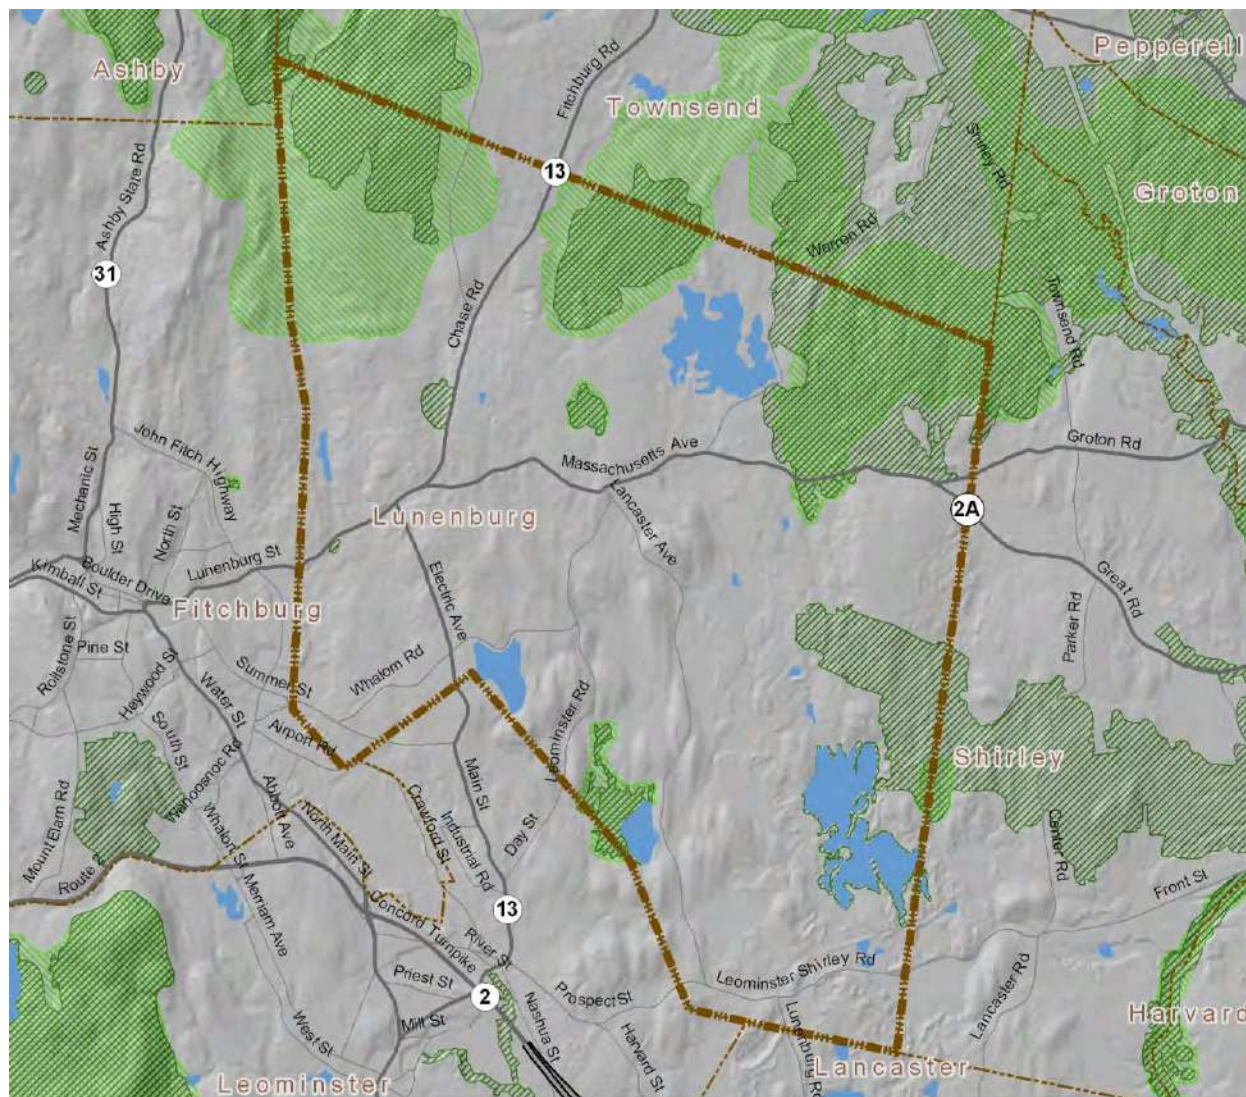 Pepperell
Ashby
Townsend
Fitchburg Rd
Shirley Rd
13
Groton
Ashby State Rd
Warren Rd
31
Chase Rd
Townsend Rd
John Fitch Highway
Massachusetts Ave
Groton Rd
Mechanic St
High St
North St
Lunenburg
Lancaster Ave
2A
Lunenburg St
Boulder Drive
Kimball St
Electric Ave
Great Rd
Fitchburg
Parker Rd
Rollstone St
Pine St
Heywood St
Summer St
Whalom Rd
Water St
South St
Airport Rd
Leominster Rd
Wanoosnoc Rd
Shirley
Main St
Abbott Ave
Mount Elam Rd
Whalon St
North Main St
Crawford St
Industrial Rd
Day St
Center Rd
Route 2
Merriam Ave
13
Front St
Concord Turnpike
River St
Priest St
Leominster Shirley Rd
2
Prospect St
Lancaster Rd
Mill St
Nashua St
Harvard St
Lunenburg Rd
Harvard
West St
Lancaster
Leominster